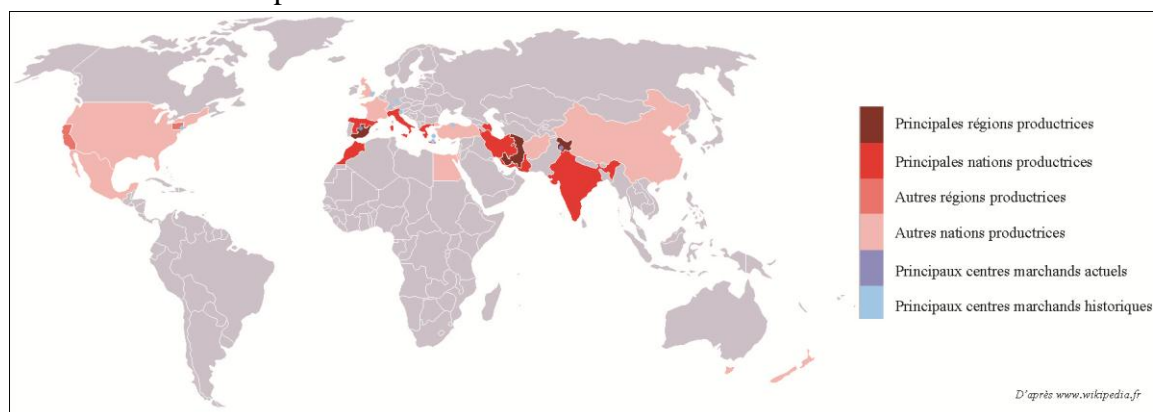 Principales régions productrices
Principales nations productrices
Autres régions productrices
Autres nations productrices
Principaux centres marchands actuels
Principaux centres marchands historiques
D'après www.wikipedia.fr